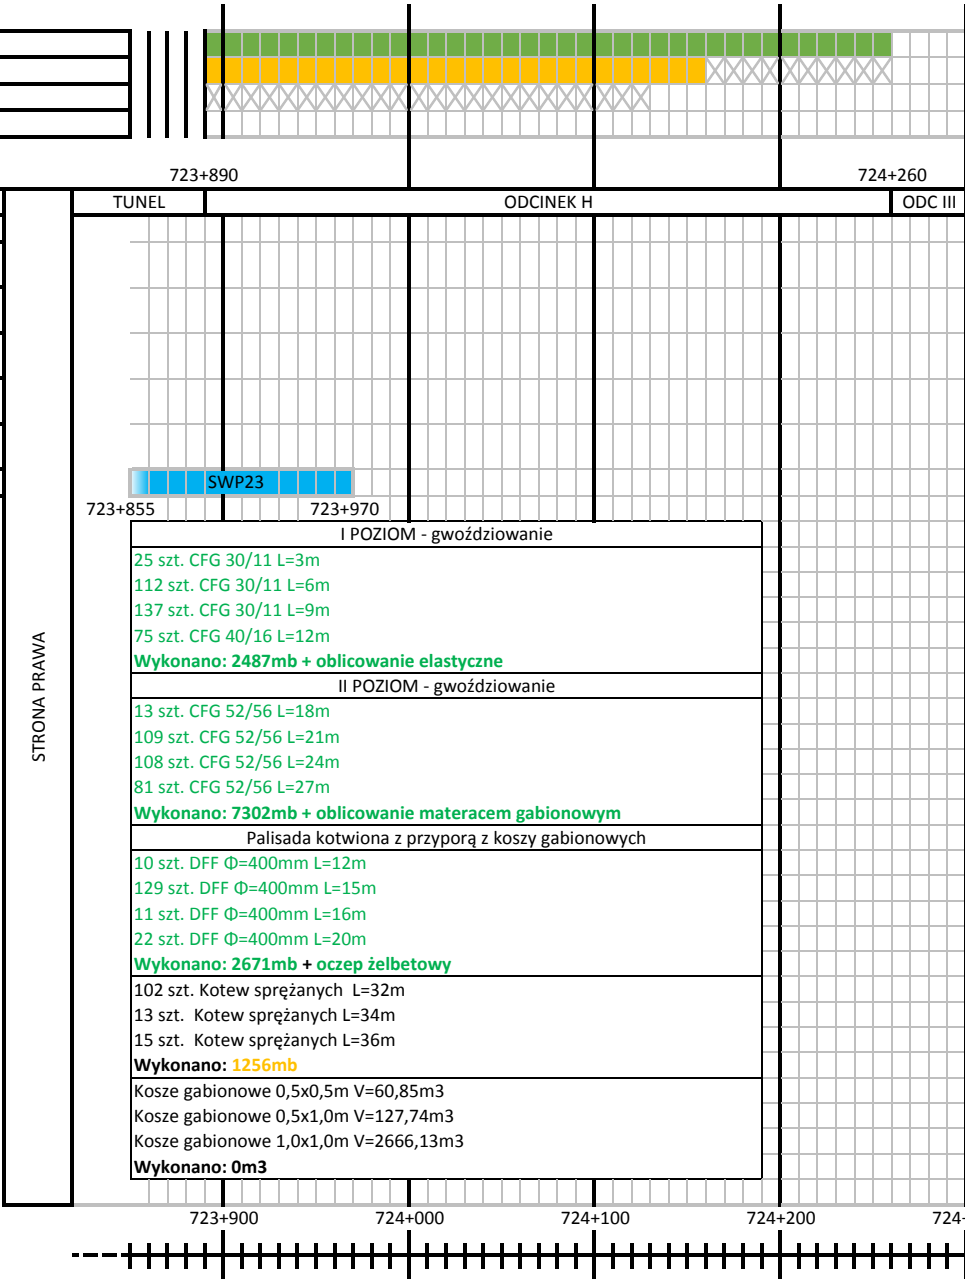 723+890 724+260
TUNEL ODCINEK H ODC III
SWP23
723+855 723+970
STRONA PRAWA
I POZIOM - gwoździowanie
25 szt. CFG 30/11 L=3m
112 szt. CFG 30/11 L=6m
137 szt. CFG 30/11 L=9m
75 szt. CFG 40/16 L=12m
Wykonano: 2487mb + oblicowanie elastyczne
II POZIOM - gwoździowanie
13 szt. CFG 52/56 L=18m
109 szt. CFG 52/56 L=21m
108 szt. CFG 52/56 L=24m
81 szt. CFG 52/56 L=27m
Wykonano: 7302mb + oblicowanie materacem gabionowym
Palisada kotwiona z przyporą z koszy gabionowych
10 szt. DFF Φ=400mm L=12m
129 szt. DFF Φ=400mm L=15m
11 szt. DFF Φ=400mm L=16m
22 szt. DFF Φ=400mm L=20m
Wykonano: 2671mb + oczep żelbetowy
102 szt. Kotew sprężanych L=32m
13 szt. Kotew sprężanych L=34m
15 szt. Kotew sprężanych L=36m
Wykonano: 1256mb
Kosze gabionowe 0,5x0,5m V=60,85m3
Kosze gabionowe 0,5x1,0m V=127,74m3
Kosze gabionowe 1,0x1,0m V=2666,13m3
Wykonano: 0m3
723+900 724+000 724+100 724+200 724+